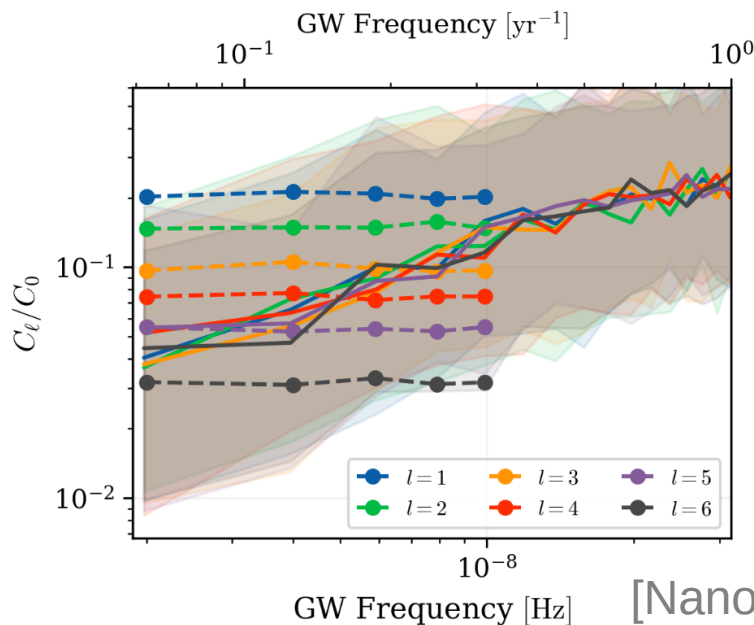 GW Frequency [yr⁻¹]
10⁻¹ 10⁰
C_ℓ/C₀
10⁻¹
10⁻²
l = 1 l = 3 l = 5
l = 2 l = 4 l = 6
10⁻⁸
GW Frequency [Hz]
[Nano